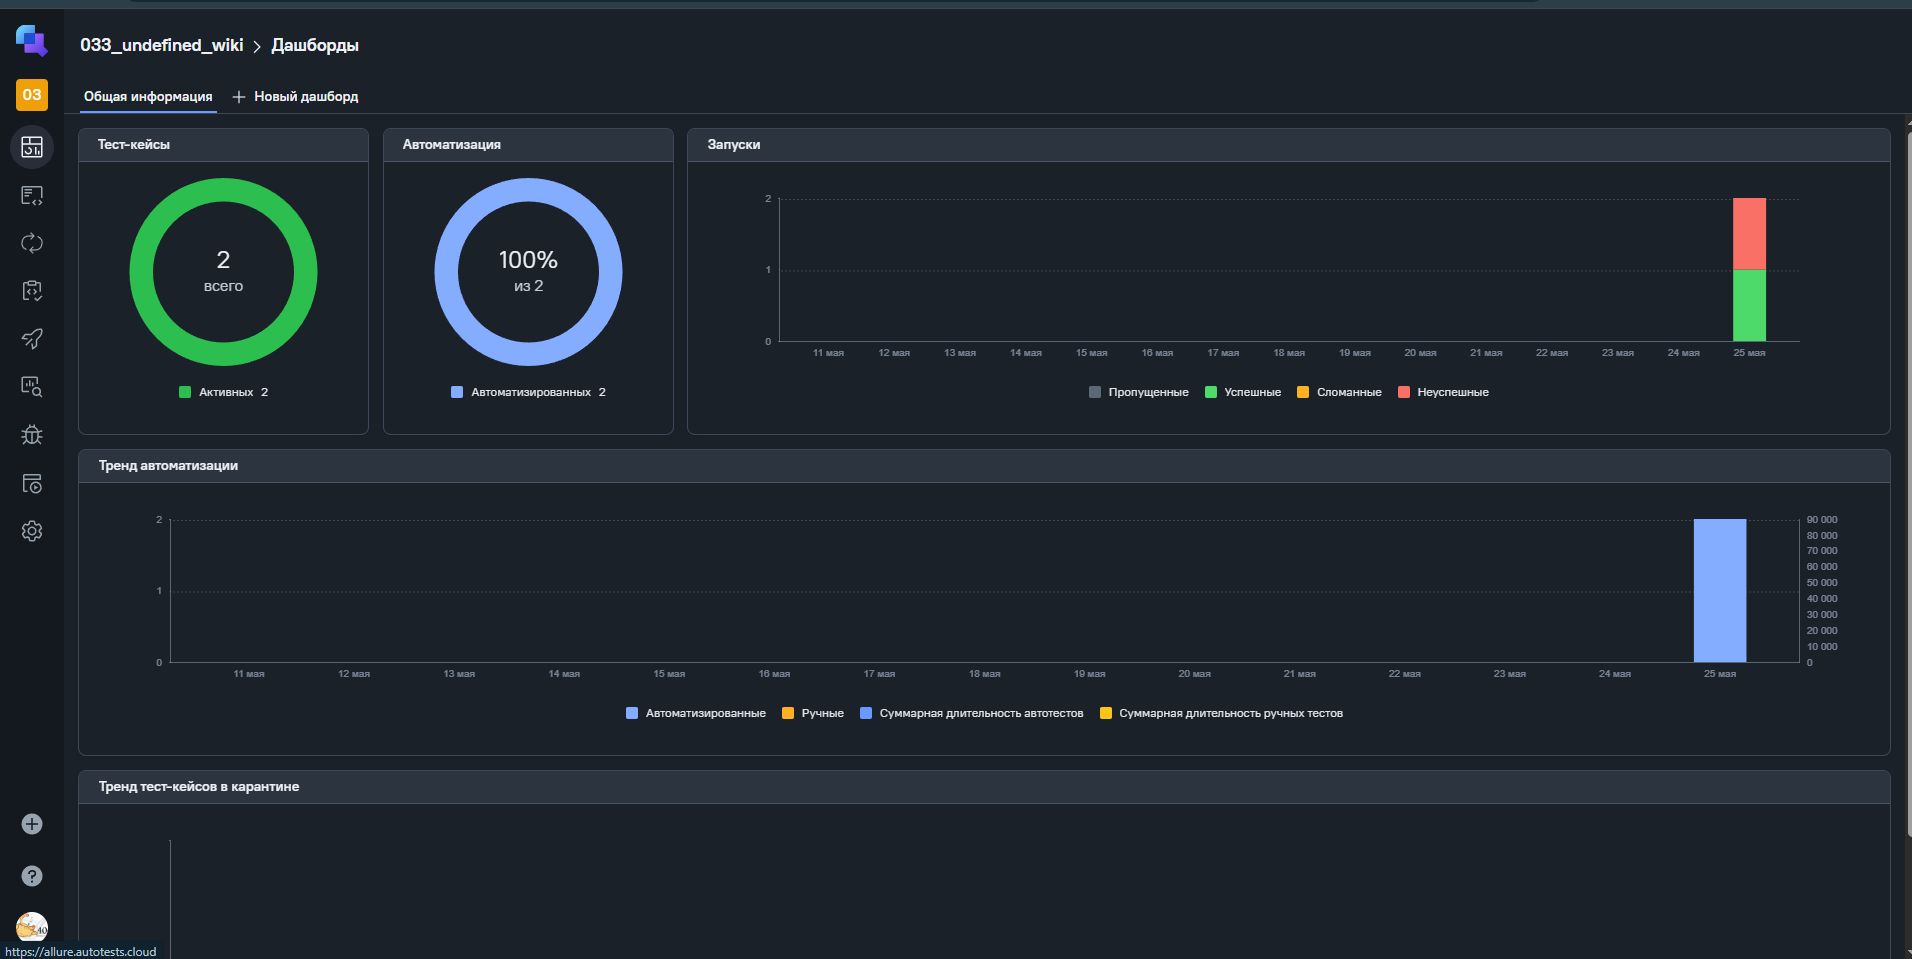 033_undefined_wiki > Дашборды
03
Общая информация
+ Новый дашборд
Тест-кейсы
2
всего
Активных 2
Автоматизация
100%
из 2
Автоматизированных 2
Запуски
2
1
0
11 мая 12 мая 13 мая 14 мая 15 мая 16 мая 17 мая 18 мая 19 мая 20 мая 21 мая 22 мая 23 мая 24 мая 25 мая
Пропущенные Успешные Сломанные Неуспешные
Тренд автоматизации
2
1
0
90 000
80 000
70 000
60 000
50 000
40 000
30 000
20 000
10 000
0
11 мая 12 мая 13 мая 14 мая 15 мая 16 мая 17 мая 18 мая 19 мая 20 мая 21 мая 22 мая 23 мая 24 мая 25 мая
Автоматизированные Ручные Суммарная длительность автотестов Суммарная длительность ручных тестов
Тренд тест-кейсов в карантине
40
https://allure.autotests.cloud